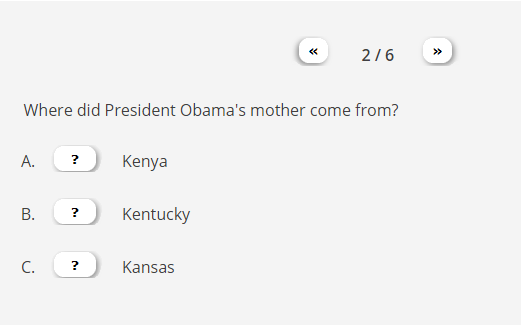 « 2 / 6 »
Where did President Obama's mother come from?
A. ? Kenya
B. ? Kentucky
C. ? Kansas